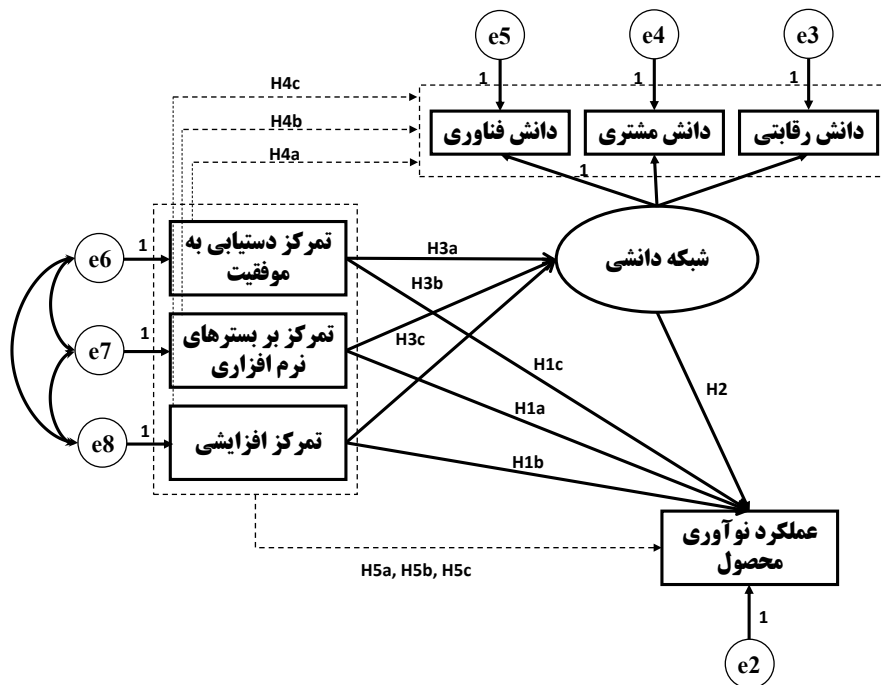 e5
e4
e3
1
1
1
H4c
H4b
H4a
دانش فناوری
دانش مشتری
دانش رقابتی
1
شبکه دانشی
e6
1
تمرکز دستیابی به
موفقیت
H3a
H3b
e7
1
تمرکز بر بسترهای
نرم افزاری
H3c
H1c
H2
e8
1
تمرکز افزایشی
H1a
H1b
عملکرد نوآوری
محصول
H5a, H5b, H5c
1
e2